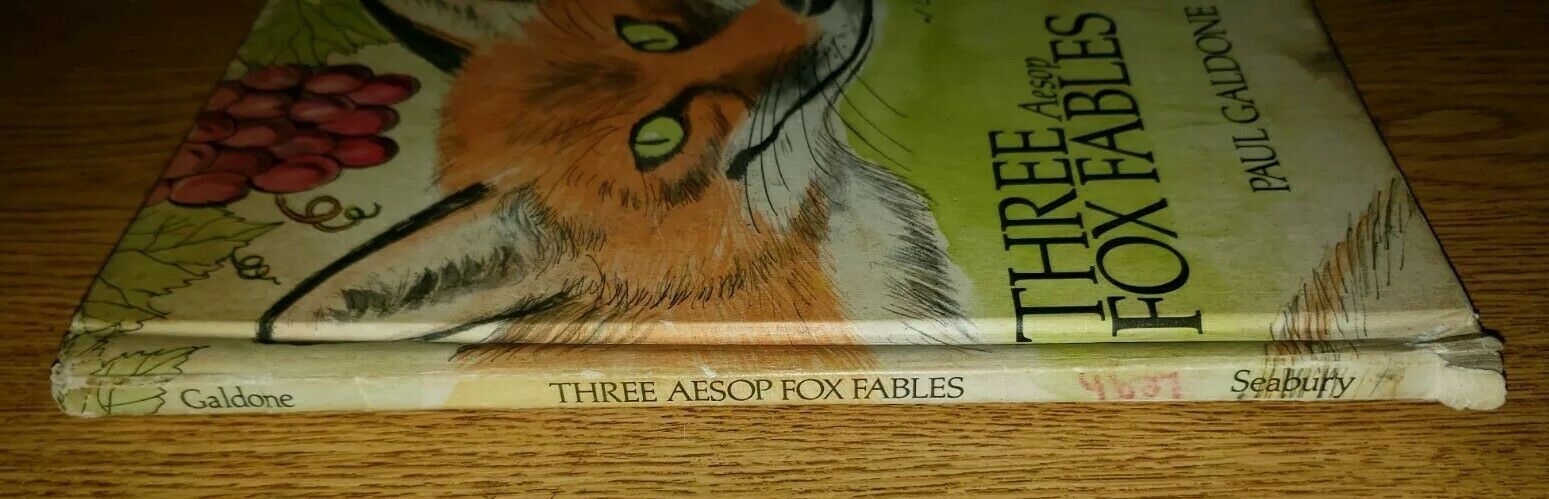 THREE
Aesop
FOX FABLES
PAUL GALDONE
Galdone
THREE AESOP FOX FABLES
Seabury